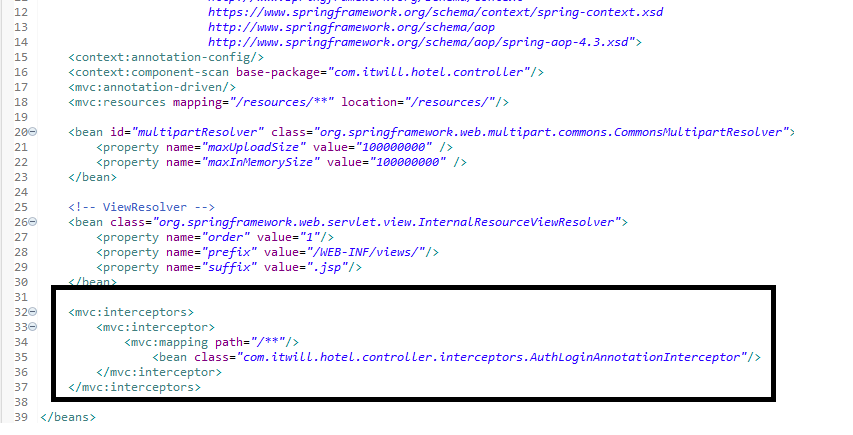 12 https://www.springframework.org/schema/context/spring-context.xsd
13 http://www.springframework.org/schema/aop
14 http://www.springframework.org/schema/aop/spring-aop-4.3.xsd">
15 <context:annotation-config/>
16 <context:component-scan base-package="com.itwill.hotel.controller"/>
17 <mvc:annotation-driven/>
18 <mvc:resources mapping="/resources/**" location="/resources/"/>
19
20 <bean id="multipartResolver" class="org.springframework.web.multipart.commons.CommonsMultipartResolver">
21 <property name="maxUploadSize" value="100000000" />
22 <property name="maxInMemorySize" value="100000000" />
23 </bean>
24
25 <!-- ViewResolver -->
26 <bean class="org.springframework.web.servlet.view.InternalResourceViewResolver">
27 <property name="order" value="1"/>
28 <property name="prefix" value="/WEB-INF/views/"/>
29 <property name="suffix" value=".jsp"/>
30 </bean>
31
32 <mvc:interceptors>
33 <mvc:interceptor>
34 <mvc:mapping path="/**"/>
35 <bean class="com.itwill.hotel.controller.interceptors.AuthLoginAnnotationInterceptor"/>
36 </mvc:interceptor>
37 </mvc:interceptors>
38
39 </beans>